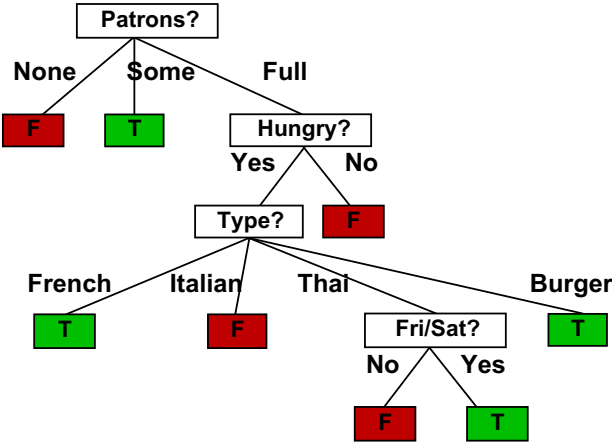 Patrons?
None Some Full
F T Hungry?
Yes No
Type? F
French Italian Thai Burger
T F Fri/Sat? T
No Yes
F T